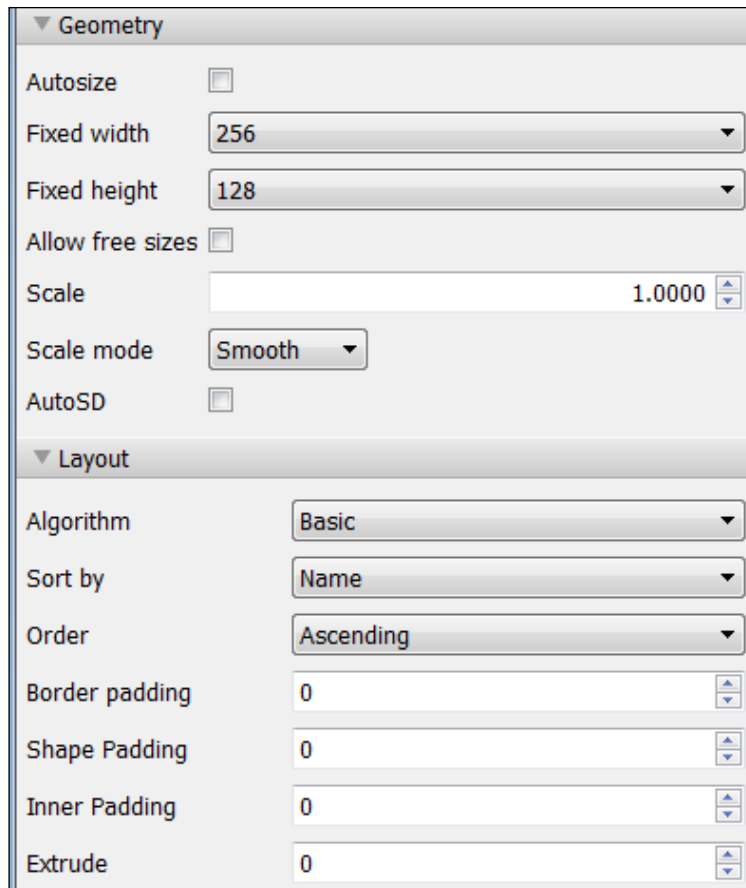 Geometry
Autosize
Fixed width 256
Fixed height 128
Allow free sizes
Scale 1.0000
Scale mode Smooth
AutoSD
Layout
Algorithm Basic
Sort by Name
Order Ascending
Border padding 0
Shape Padding 0
Inner Padding 0
Extrude 0